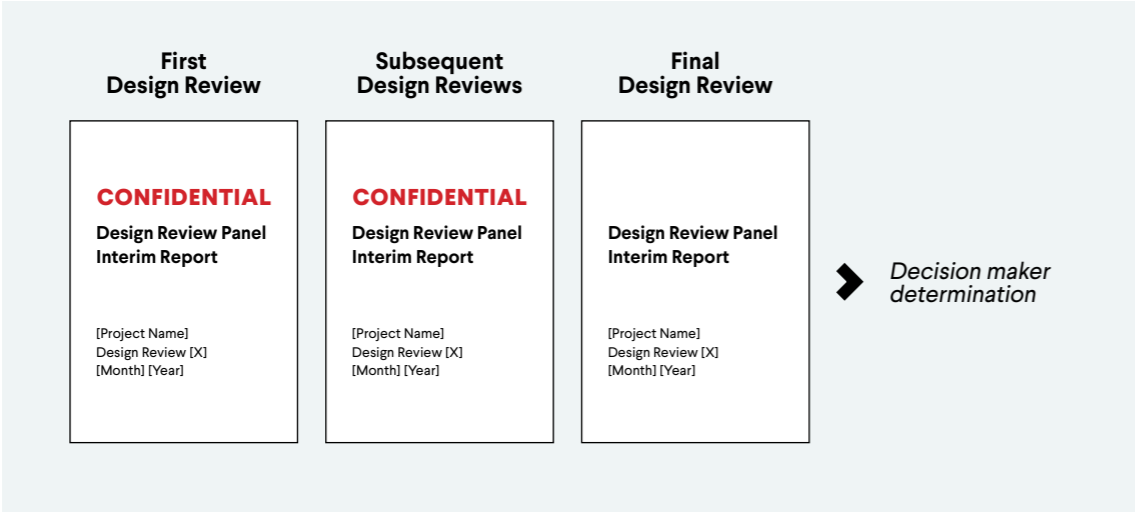 First
Design Review
CONFIDENTIAL
Design Review Panel
Interim Report
[Project Name]
Design Review [X]
[Month] [Year]
Subsequent
Design Reviews
CONFIDENTIAL
Design Review Panel
Interim Report
[Project Name]
Design Review [X]
[Month] [Year]
Final
Design Review
Design Review Panel
Interim Report
[Project Name]
Design Review [X]
[Month] [Year]
Decision maker
determination